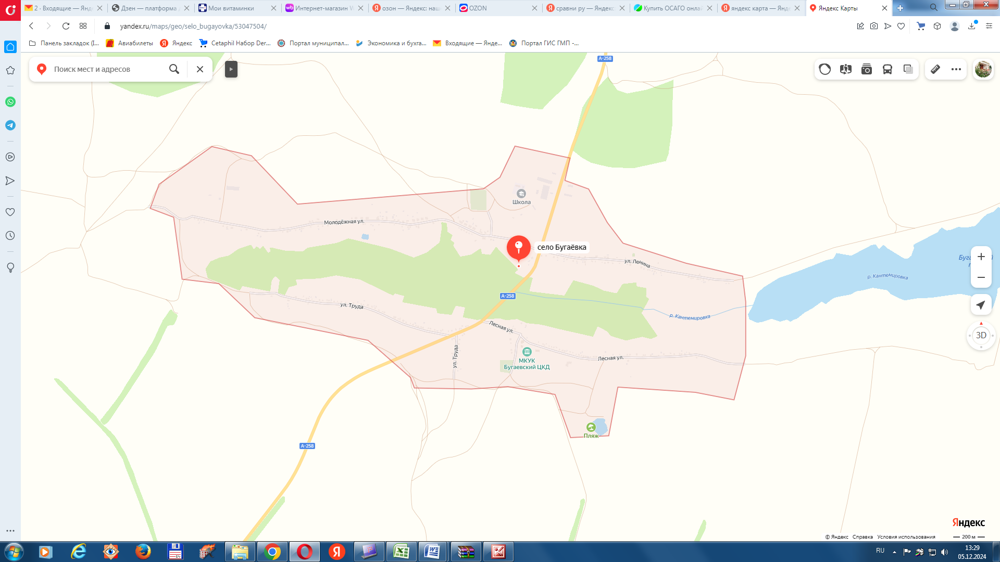 2 · Входящие — Янд
Дзен — платформа
Мои витаминки
Интернет-магазин W
озон — Яндекс: наш
OZON
сравни ру — Яндекс
Купить ОСАГО онлай
яндекс карта — Янд
Яндекс Карты
yandex.ru/maps/geo/selo_bugayovka/53047504/
Панель закладок (I...
Авиабилеты
Яндекс
Cetaphil Набор Der...
Портал муниципал...
Экономика и бухга...
Входящие — Янде...
Портал ГИС ГМП -...
Поиск мест и адресов
А-258
Школа
Молодёжная ул.
село Бугаёвка
ул. Ленина
р. Кантемировка
А-258
ул. Труда
р. Кантемировка
Лесная ул.
3D
ул. Труда
МКУК
Бугаевский ЦКД
Лесная ул.
Пляж
А-258
Яндекс
© Яндекс Справка Условия использования
200 м
RU
13:29
05.12.2024